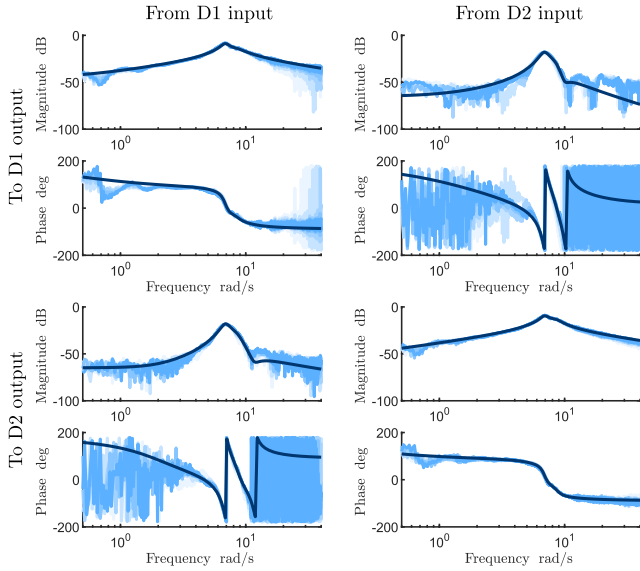 From D1 input
From D2 input
To D1 output
Magnitude dB
0
-50
-100
10^0
10^1
0
-50
-100
10^0
10^1
Phase deg
200
0
-200
10^0
10^1
Frequency rad/s
Phase deg
200
0
-200
10^0
10^1
Frequency rad/s
Magnitude dB
Magnitude dB
To D2 output
0
-50
-100
10^0
10^1
Magnitude dB
0
-50
-100
10^0
10^1
Phase deg
200
0
-200
10^0
10^1
Frequency rad/s
Phase deg
200
0
-200
10^0
10^1
Frequency rad/s